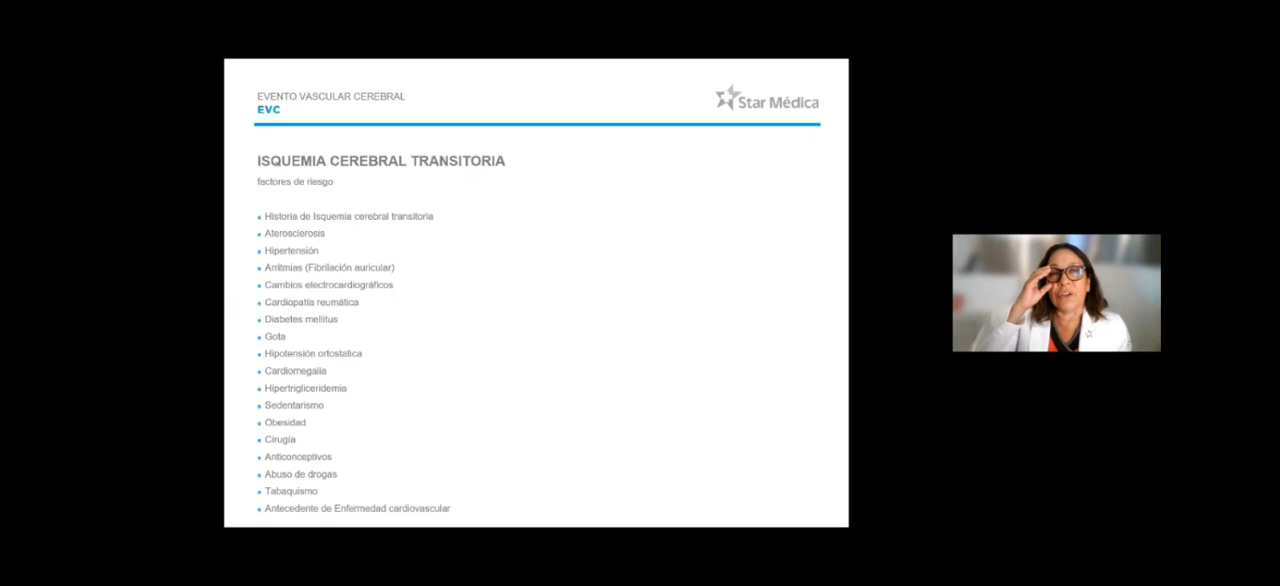 EVENTO VASCULAR CEREBRAL
EVC
Star Médica
ISQUEMIA CEREBRAL TRANSITORIA
factores de riesgo
Historia de Isquemia cerebral transitoria
Aterosclerosis
Hipertensión
Arritmias (Fibrilación auricular)
Cambios electrocardiográficos
Cardiopatía reumática
Diabetes mellitus
Gota
Hipotensión ortostatica
Cardiomegalia
Hipertrigliceridemia
Sedentarismo
Obesidad
Cirugía
Anticonceptivos
Abuso de drogas
Tabaquismo
Antecedente de Enfermedad cardiovascular